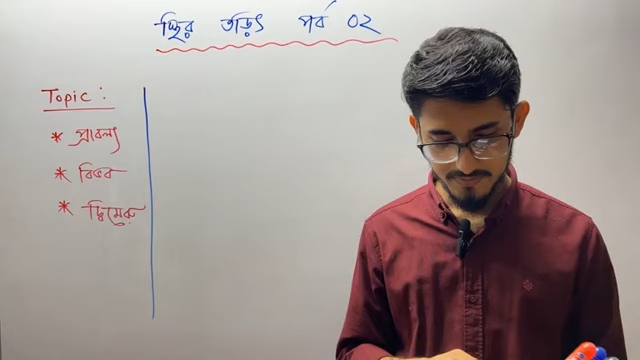 স্থির তড়িৎ পর্ব ০২
Topic :
* প্রাবল্য
* বিভব
* দ্বিমেরু